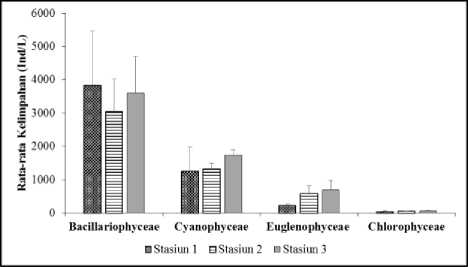 6000
5000
4000
3000
2000
1000
0
Rata-rata Kelimpahan (Ind/L)
Bacillariophyceae Cyanophyceae Euglenophyceae Chlorophyceae
Stasiun 1 Stasiun 2 Stasiun 3